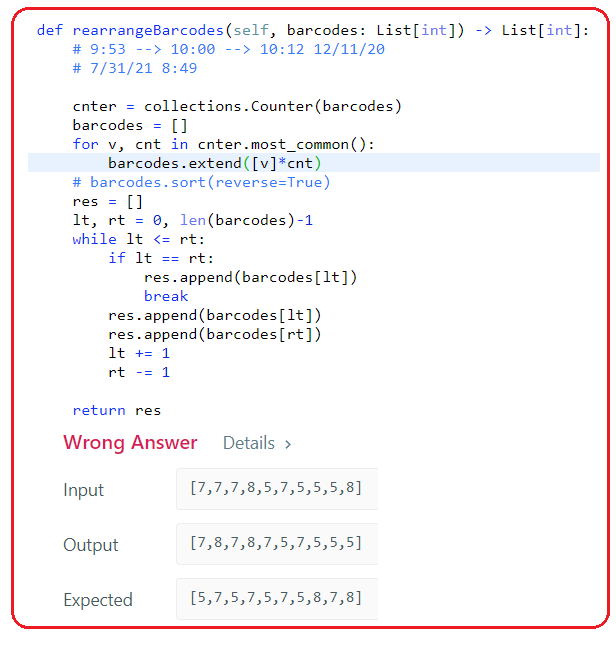 def rearrangeBarcodes(self, barcodes: List[int]) -> List[int]:
    # 9:53 --> 10:00 --> 10:12 12/11/20
    # 7/31/21 8:49

    cnter = collections.Counter(barcodes)
    barcodes = []
    for v, cnt in cnter.most_common():
        barcodes.extend([v]*cnt)
    # barcodes.sort(reverse=True)
    res = []
    lt, rt = 0, len(barcodes)-1
    while lt <= rt:
        if lt == rt:
            res.append(barcodes[lt])
            break
        res.append(barcodes[lt])
        res.append(barcodes[rt])
        lt += 1
        rt -= 1

    return res
Wrong Answer Details >
Input [7,7,7,8,5,7,5,5,5,8]
Output [7,8,7,8,7,5,7,5,5,5]
Expected [5,7,5,7,5,7,5,8,7,8]